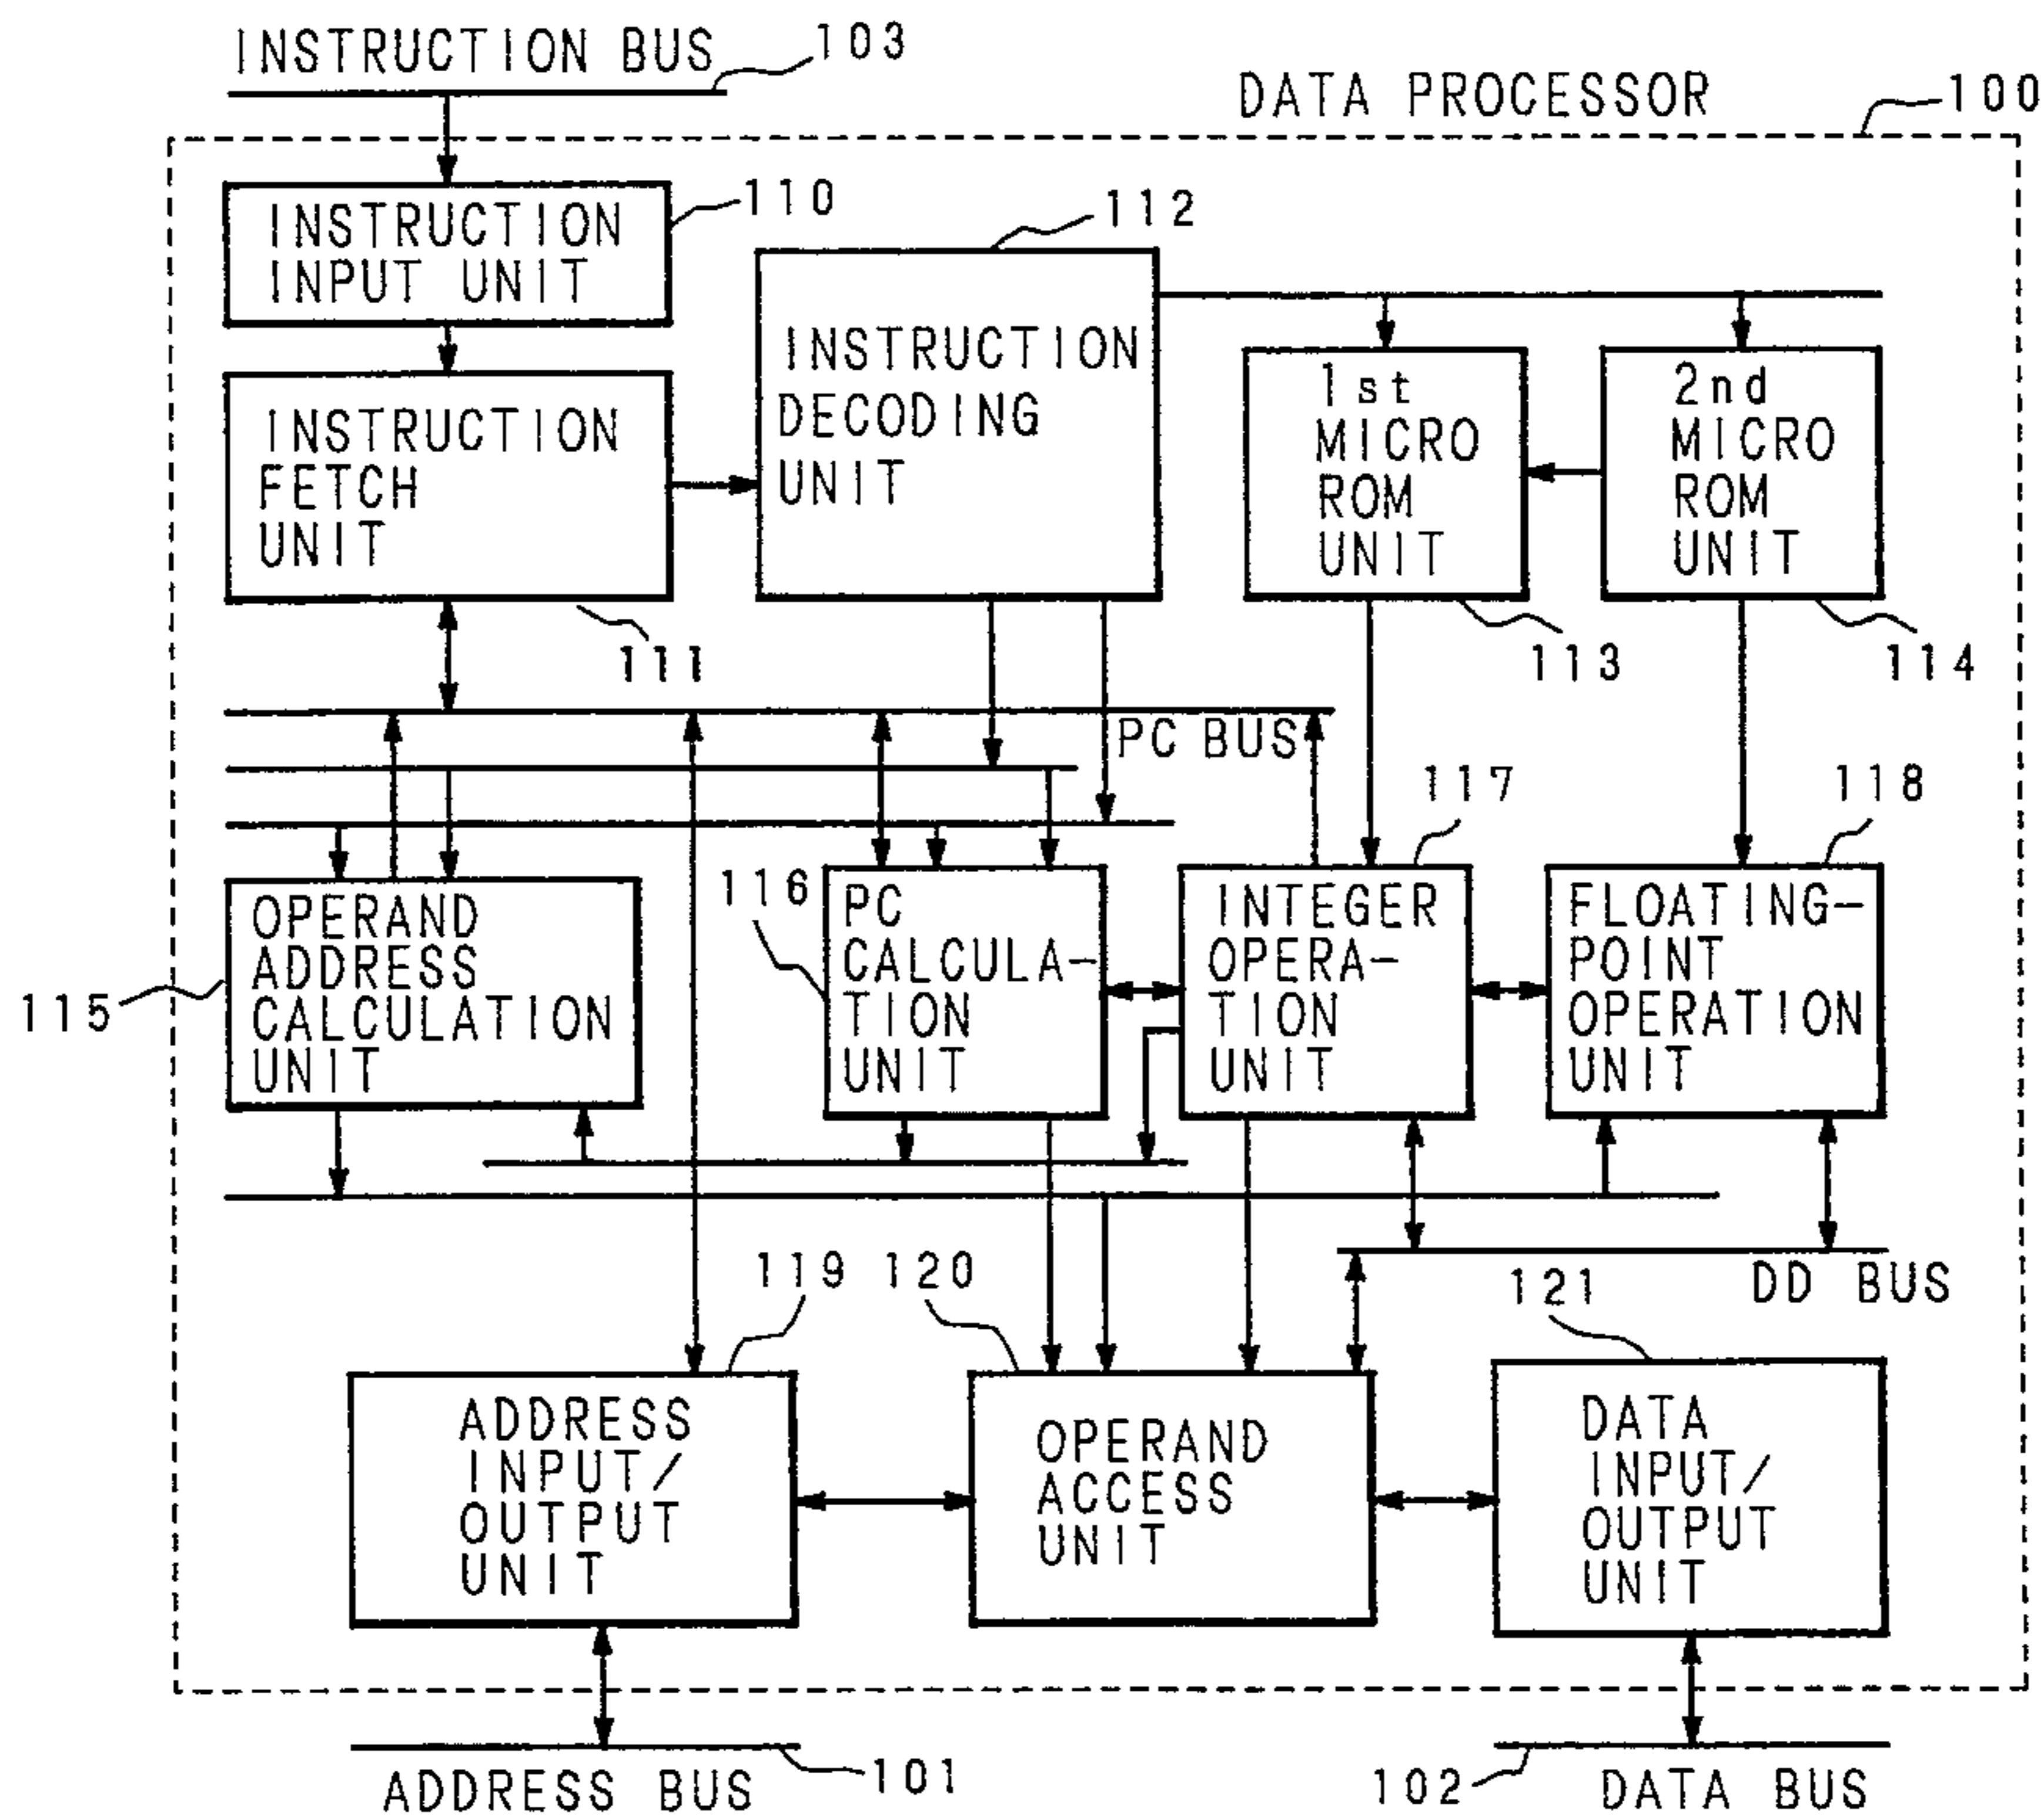 INSTRUCTION BUS
103
DATA PROCESSOR
100
INSTRUCTION
INPUT UNIT
110
112
INSTRUCTION
DECODING
UNIT
1st
MICRO
ROM
UNIT
2nd
MICRO
ROM
UNIT
INSTRUCTION
FETCH
UNIT
111
113
114
PC BUS
117
118
116
115
OPERAND
ADDRESS
CALCULATION
UNIT
PC
CALCULA-
TION
UNIT
INTEGER
OPERA-
TION
UNIT
FLOATING-
POINT
OPERATION
UNIT
119
120
121
DD BUS
ADDRESS
INPUT/
OUTPUT
UNIT
OPERAND
ACCESS
UNIT
DATA
INPUT/
OUTPUT
UNIT
ADDRESS BUS
101
102
DATA BUS